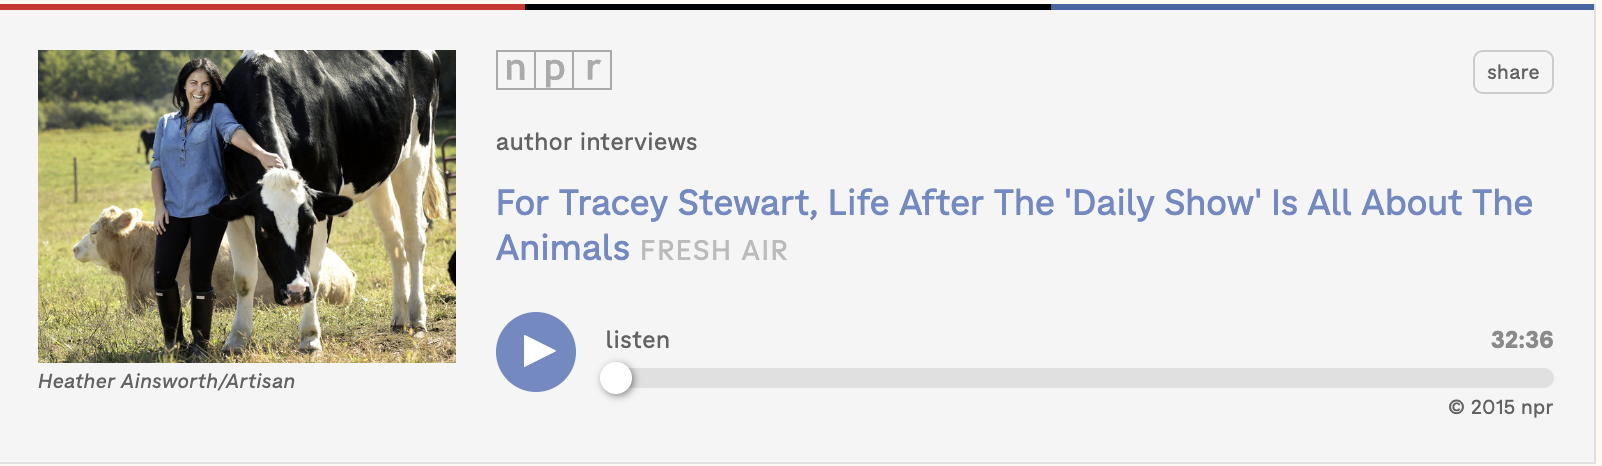 npr
share
author interviews
For Tracey Stewart, Life After The 'Daily Show' Is All About The
Animals FRESH AIR
listen
32:36
Heather Ainsworth/Artisan
© 2015 npr